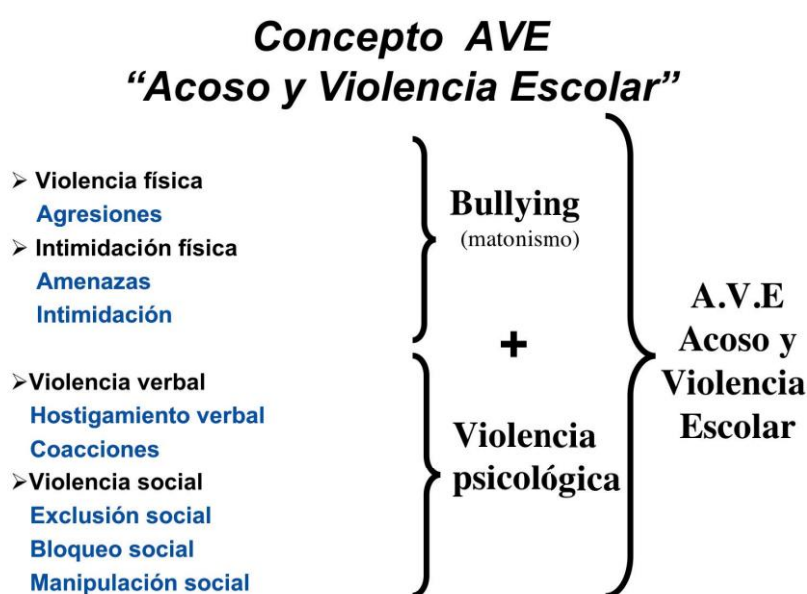 Concepto AVE
“Acoso y Violencia Escolar”
➢ Violencia física
Agresiones
➢ Intimidación física
Amenazas
Intimidación
➢Violencia verbal
Hostigamiento verbal
Coacciones
➢Violencia social
Exclusión social
Bloqueo social
Manipulación social
Bullying
(matonismo)
+
Violencia
psicológica
A.V.E
Acoso y
Violencia
Escolar